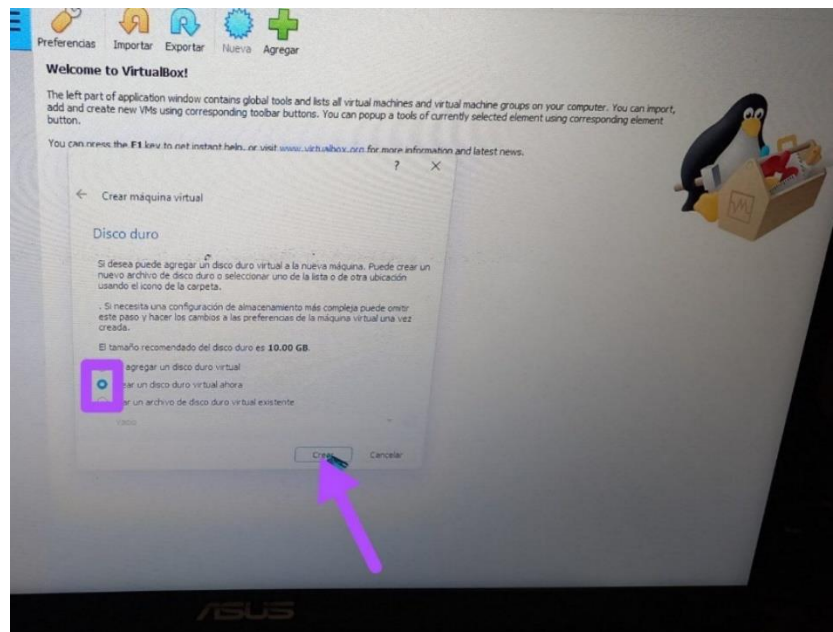 Preferencias Importar Exportar Nueva Agregar
Welcome to VirtualBox!
The left part of application window contains global tools and lists all virtual machines and virtual machine groups on your computer. You can import,
add and create new VMs using corresponding toolbar buttons. You can popup a tools of currently selected element using corresponding element
button.
You can press the F1 key to get instant help, or visit www.virtualbox.org for more information and latest news.
? ×
← Crear máquina virtual
Disco duro
Si desea puede agregar un disco duro virtual a la nueva máquina. Puede crear un
nuevo archivo de disco duro o seleccionar uno de la lista o de otra ubicación
usando el icono de la carpeta.
. Si necesita una configuración de almacenamiento más compleja puede omitir
este paso y hacer los cambios a las preferencias de la máquina virtual una vez
creada.
El tamaño recomendado del disco duro es 10.00 GB.
agregar un disco duro virtual
ear un disco duro virtual ahora
ar un archivo de disco duro virtual existente
Crear Cancelar
ASUS